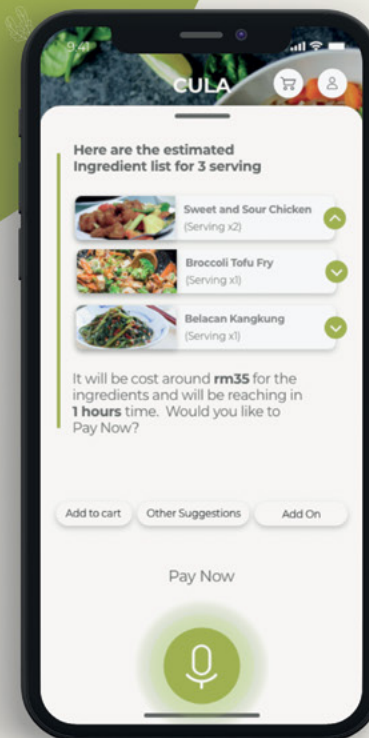 9:41
CULA
Here are the estimated
Ingredient list for 3 serving
Sweet and Sour Chicken
(Serving x2)
Broccoli Tofu Fry
(Serving x1)
Belacan Kangkung
(Serving x1)
It will be cost around rm35 for the
ingredients and will be reaching in
1 hours time. Would you like to
Pay Now?
Add to cart
Other Suggestions
Add On
Pay Now